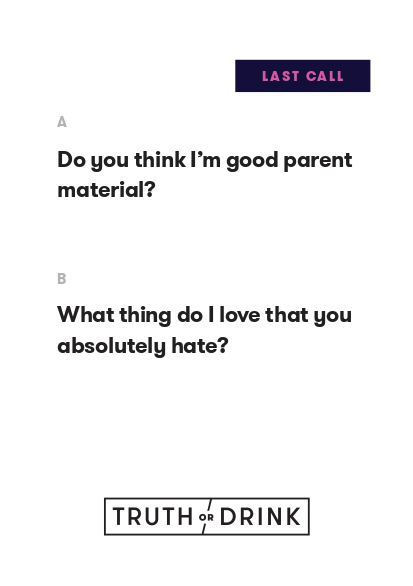 LAST CALL
A
Do you think I’m good parent
material?
B
What thing do I love that you
absolutely hate?
TRUTH OR DRINK